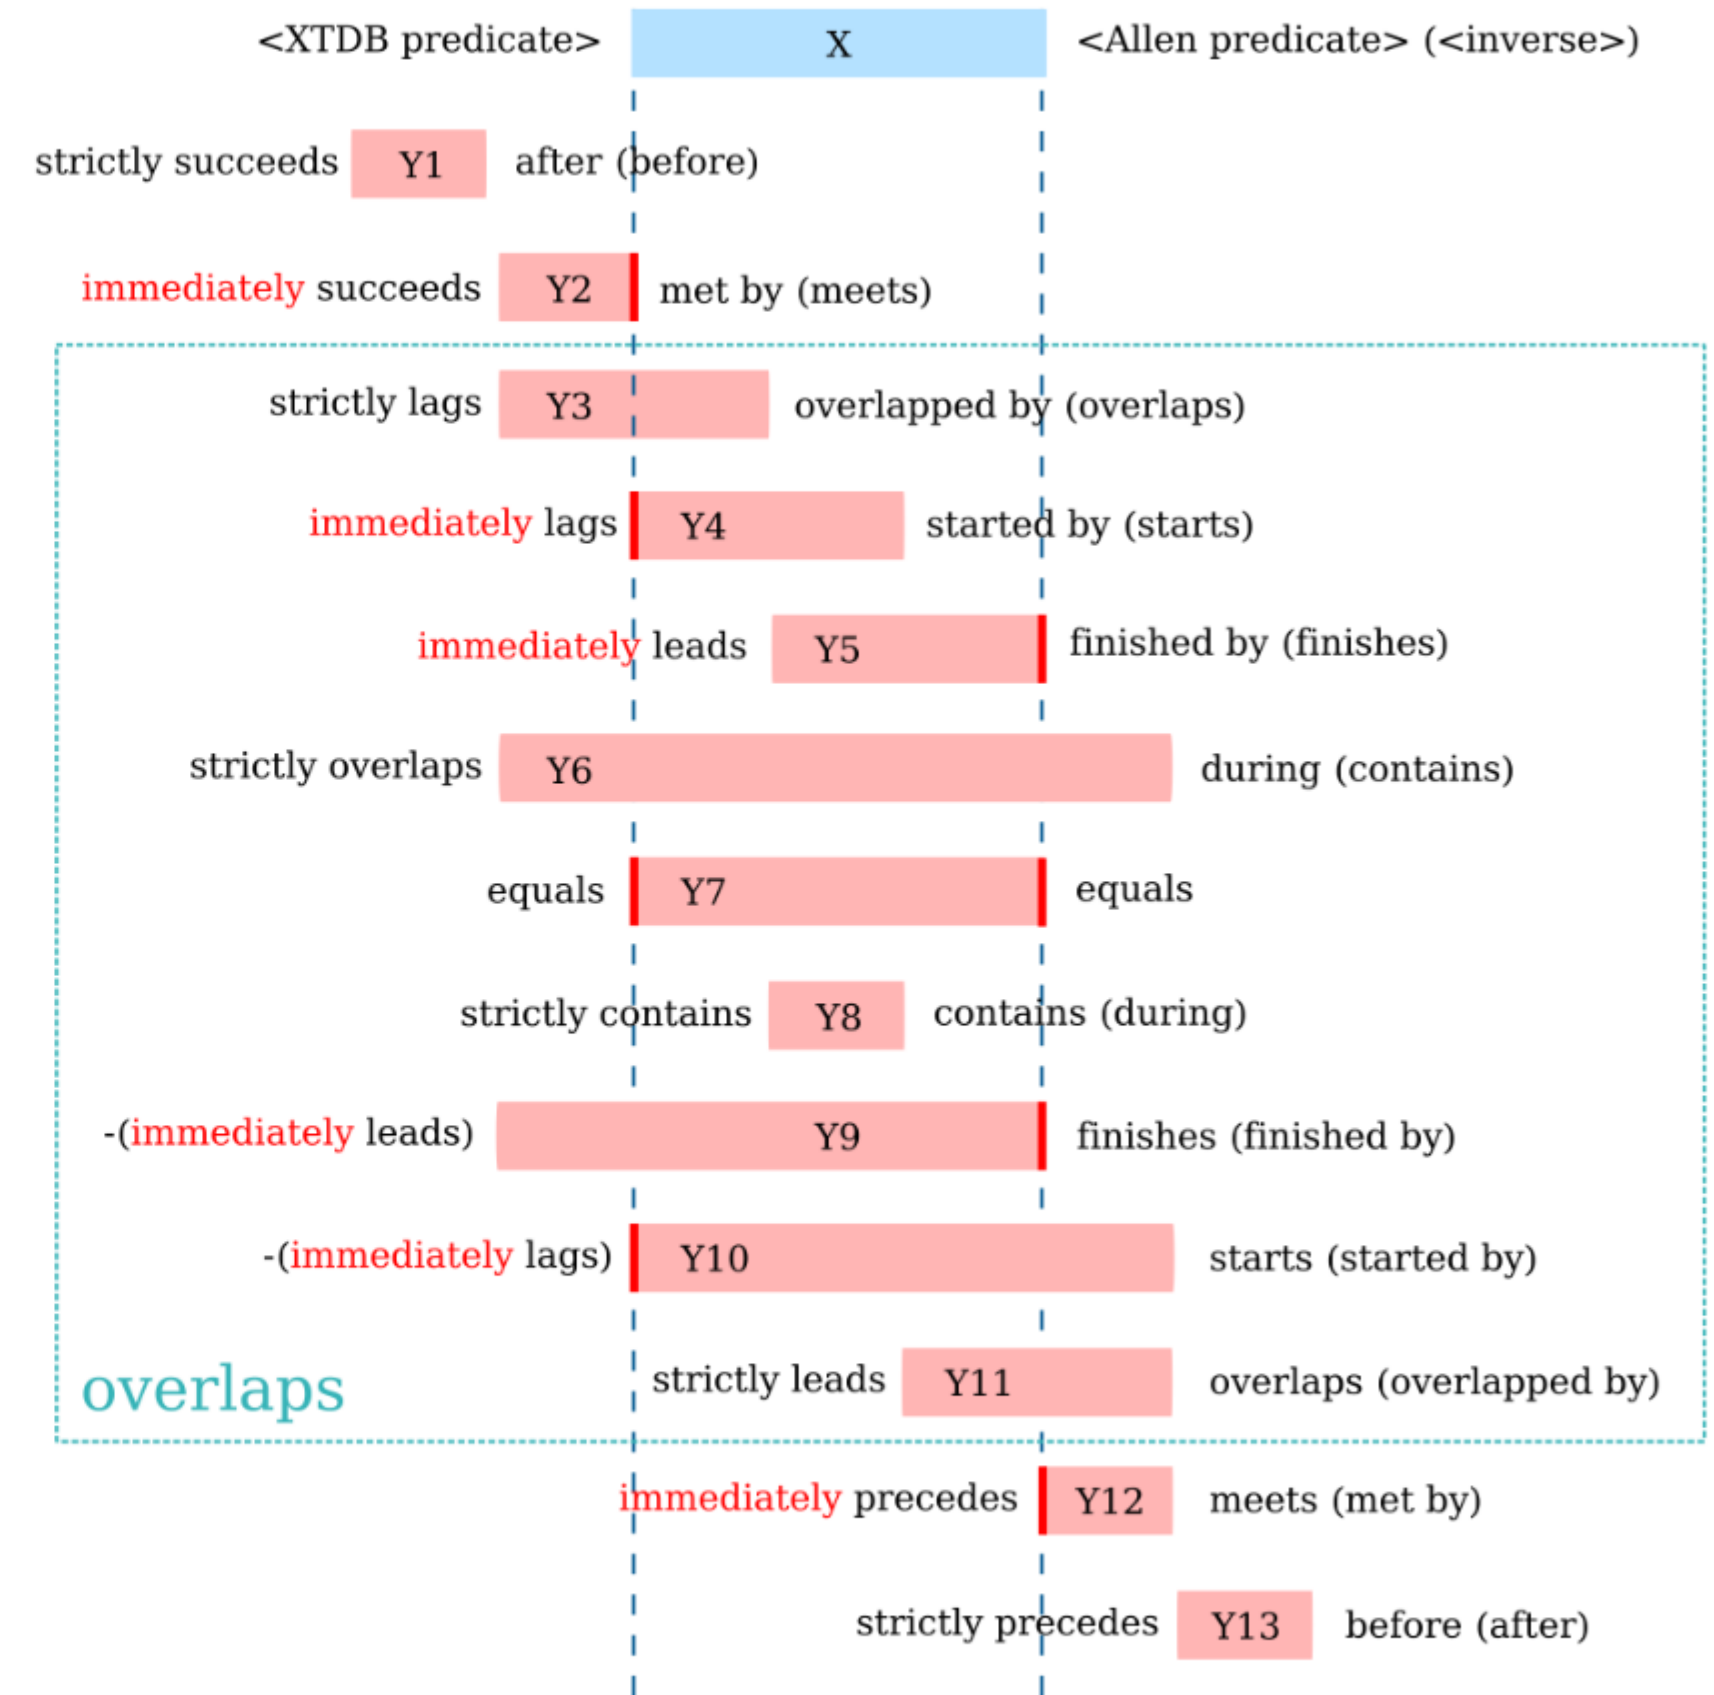 <XTDB predicate> X <Allen predicate> (<inverse>)
strictly succeeds Y1 after (before)
immediately succeeds Y2 met by (meets)
strictly lags Y3 overlapped by (overlaps)
immediately lags Y4 started by (starts)
immediately leads Y5 finished by (finishes)
strictly overlaps Y6 during (contains)
equals Y7 equals
strictly contains Y8 contains (during)
-(immediately leads) Y9 finishes (finished by)
-(immediately lags) Y10 starts (started by)
overlaps strictly leads Y11 overlaps (overlapped by)
immediately precedes Y12 meets (met by)
strictly precedes Y13 before (after)